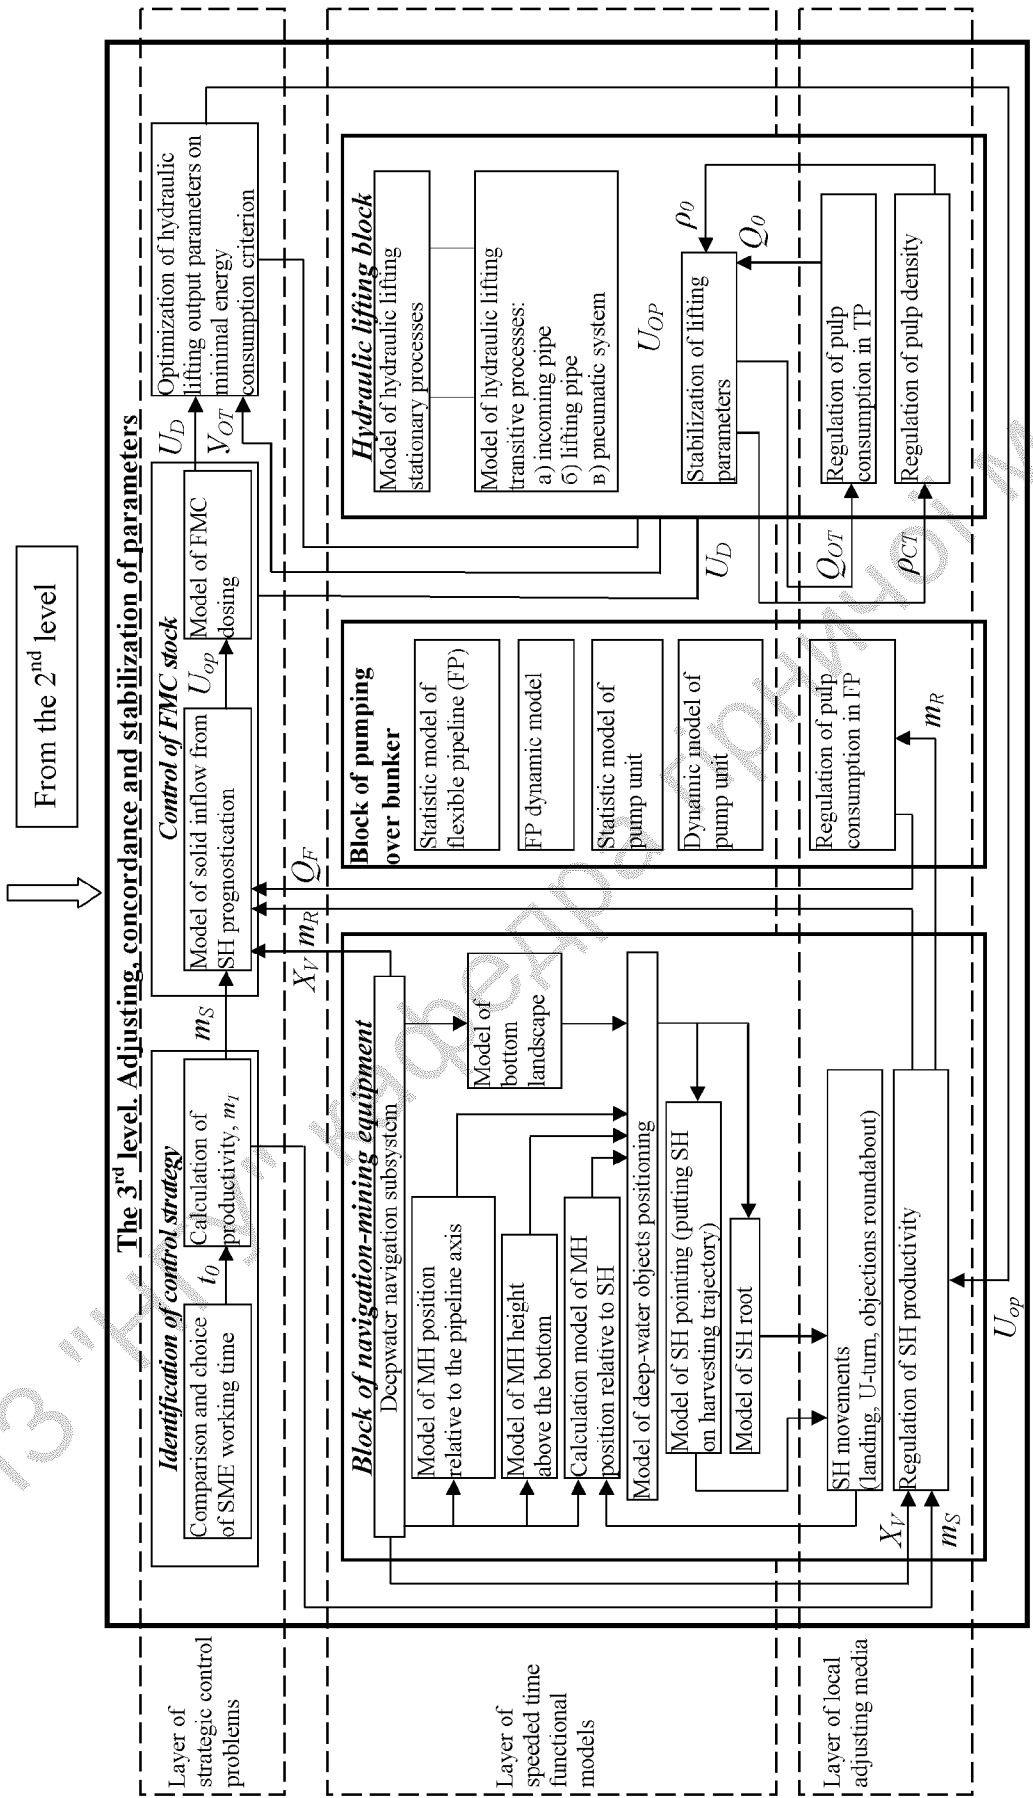 From the 2nd level
The 3rd level. Adjusting, concordance and stabilization of parameters
Layer of
strategic control
problems
Identification of control strategy
Comparison and choice
of SME working time
t0
Calculation of
productivity, mT
mS
Control of FMC stock
Model of solid inflow from
SH prognostication
Uop
Model of FMC
dosing
UD
yOT
Optimization of hydraulic
lifting output parameters on
minimal energy
consumption criterion
XV
mR
QF
Layer of
speeded time
functional
models
Block of navigation-mining equipment
Deepwater navigation subsystem
Model of MH position
relative to the pipeline axis
Model of MH height
above the bottom
Calculation model of MH
position relative to SH
Model of
bottom
landscape
Model of deep-water objects positioning
Model of SH pointing (putting SH
on harvesting trajectory)
Model of SH root
Block of pumping
over bunker
Statistic model of
flexible pipeline (FP)
FP dynamic model
Statistic model of
pump unit
Dynamic model of
pump unit
Hydraulic lifting block
Model of hydraulic lifting
stationary processes
Model of hydraulic lifting
transitive processes:
а) incoming pipe
б) lifting pipe
в) pneumatic system
UOP
UD
Stabilization of lifting
parameters
ρ0
Q0
Layer of local
adjusting media
SH movements
(landing, U-turn, objections roundabout)
Regulation of SH productivity
XV
mS
Uop
Regulation of pulp
consumption in FP
mR
QOT
ρCT
Regulation of pulp
consumption in TP
Regulation of pulp density
ВНЗ "НГУ" кафедра гірничої м